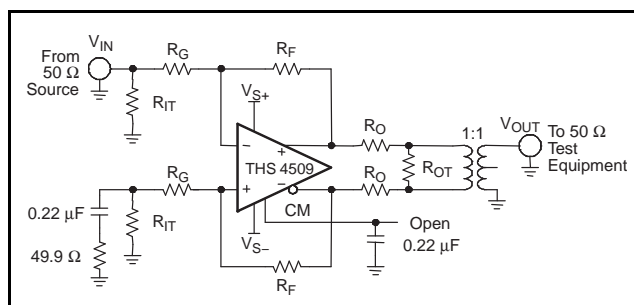 V_IN
From
50 Ω
Source
R_G
R_F
R_IT
V_S+
−
+
THS 4509
R_O
1:1
V_OUT
To 50 Ω
Test
Equipment
R_OT
R_G
+
−
R_O
CM
0.22 µF
R_IT
49.9 Ω
V_S−
R_F
Open
0.22 µF